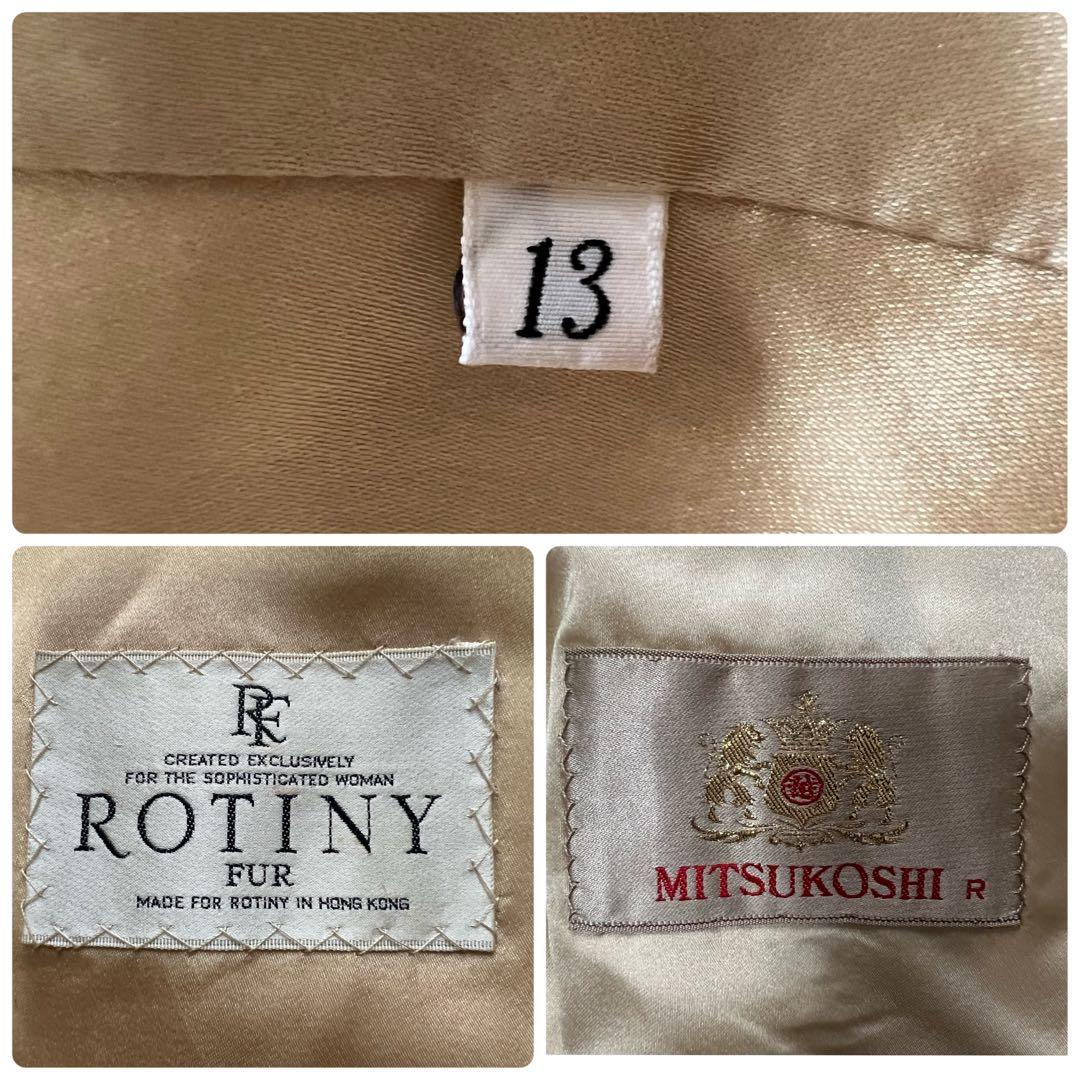 13
RF
CREATED EXCLUSIVELY
FOR THE SOPHISTICATED WOMAN
ROTINY
FUR
MADE FOR ROTINY IN HONG KONG
MITSUKOSHI R